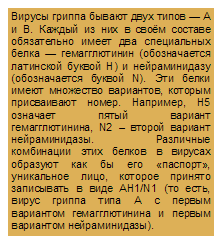 Вирусы гриппа бывают двух типов — А
и В. Каждый из них в своём составе
обязательно имеет два специальных
белка — гемагглютинин (обозначается
латинской буквой H) и нейраминидазу
(обозначается буквой N). Эти белки
имеют множество вариантов, которым
присваивают номер. Например, H5
означает пятый вариант
гемагглютинина, N2 – второй вариант
нейраминидазы. Различные
комбинации этих белков в вирусах
образуют как бы его «паспорт»,
уникальное лицо, которое принято
записывать в виде АH1/N1 (то есть,
вирус гриппа типа А с первым
вариантом гемагглютинина и первым
вариантом нейраминидазы).